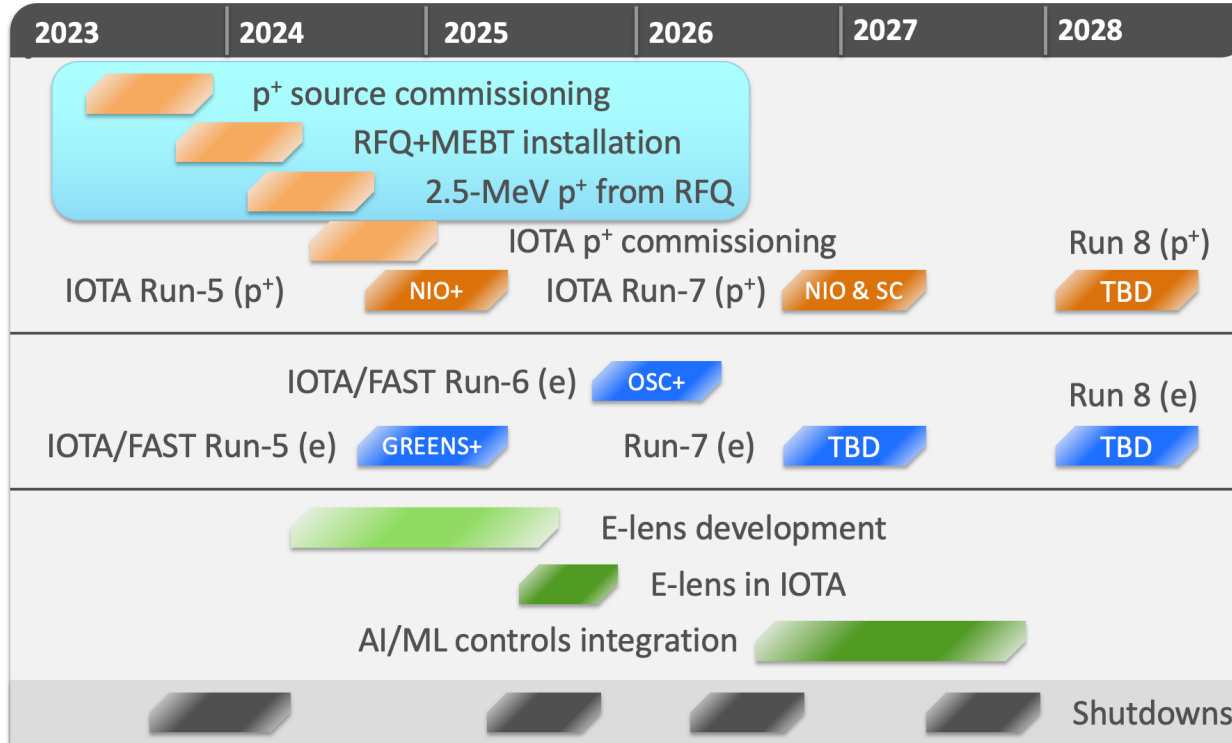 2023 2024 2025 2026 2027 2028
p⁺ source commissioning
RFQ+MEBT installation
2.5-MeV p⁺ from RFQ
IOTA p⁺ commissioning
Run 8 (p⁺)
IOTA Run-5 (p⁺) NIO+ IOTA Run-7 (p⁺) NIO & SC TBD
IOTA/FAST Run-6 (e) OSC+
Run 8 (e)
IOTA/FAST Run-5 (e) GREENS+ Run-7 (e) TBD TBD
E-lens development
E-lens in IOTA
AI/ML controls integration
Shutdowns